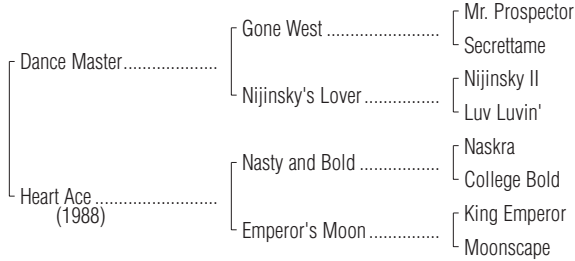 Mr. Prospector
Gone West
Secrettame
Dance Master
Nijinsky II
Nijinsky's Lover
Luv Luvin'
Naskra
Nasty and Bold
College Bold
Heart Ace
(1988)
King Emperor
Emperor's Moon
Moonscape